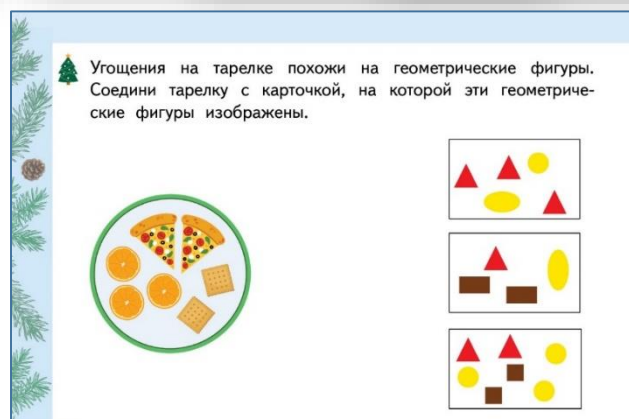 Угощения на тарелке похожи на геометрические фигуры.
Соедини тарелку с карточкой, на которой эти геометриче-
ские фигуры изображены.